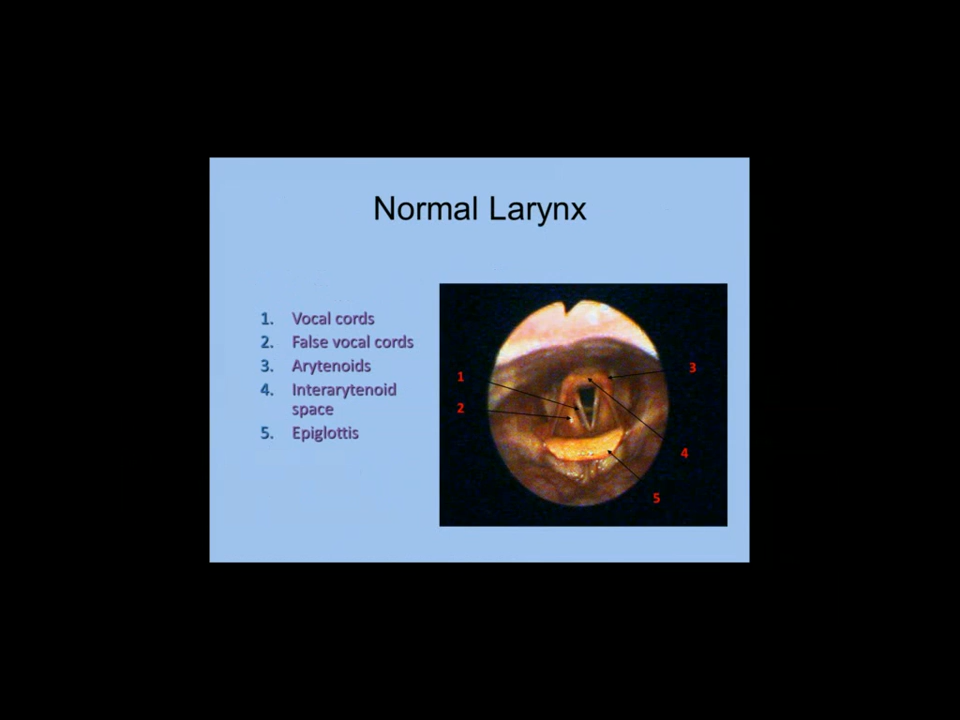 Normal Larynx
1. Vocal cords
2. False vocal cords
3. Arytenoids
4. Interarytenoid
space
5. Epiglottis
1
2
3
4
5